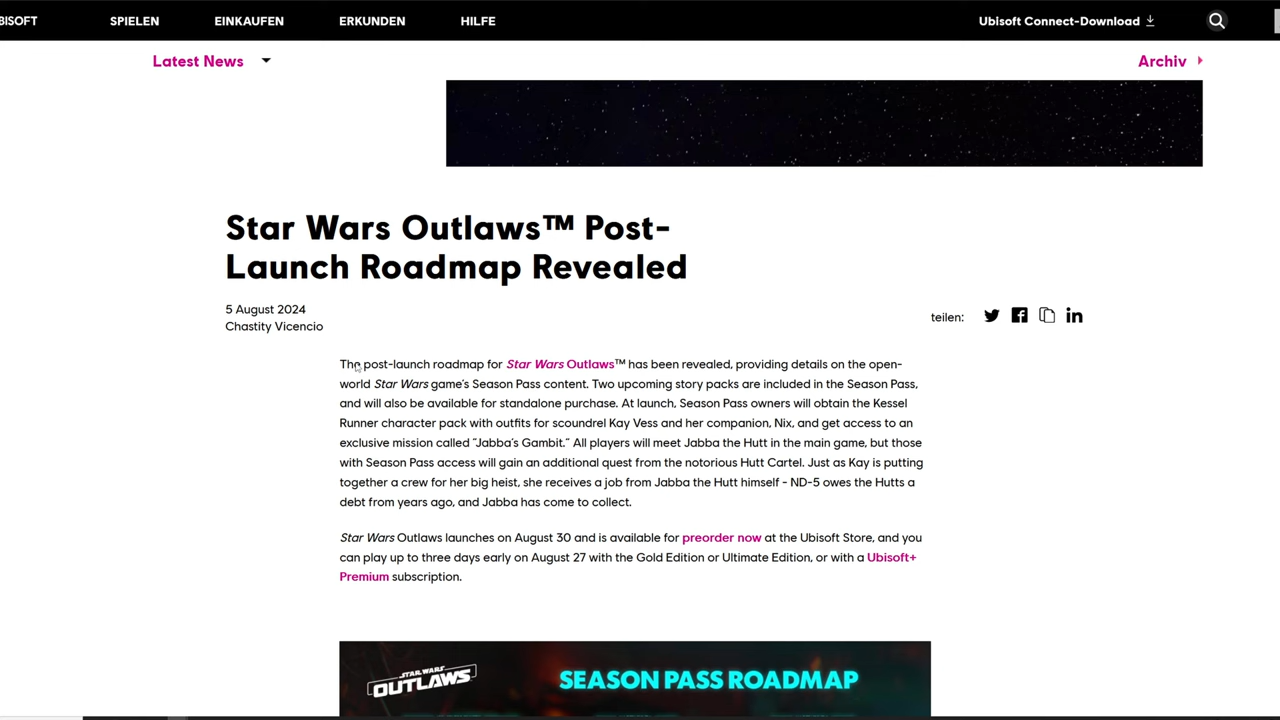 BISOFT SPIELEN EINKAUFEN ERKUNDEN HILFE Ubisoft Connect-Download
Latest News Archiv
Star Wars Outlaws™ Post-
Launch Roadmap Revealed
5 August 2024
Chastity Vicencio
teilen:
The post-launch roadmap for Star Wars Outlaws™ has been revealed, providing details on the open-
world Star Wars game's Season Pass content. Two upcoming story packs are included in the Season Pass,
and will also be available for standalone purchase. At launch, Season Pass owners will obtain the Kessel
Runner character pack with outfits for scoundrel Kay Vess and her companion, Nix, and get access to an
exclusive mission called "Jabba's Gambit." All players will meet Jabba the Hutt in the main game, but those
with Season Pass access will gain an additional quest from the notorious Hutt Cartel. Just as Kay is putting
together a crew for her big heist, she receives a job from Jabba the Hutt himself - ND-5 owes the Hutts a
debt from years ago, and Jabba has come to collect.
Star Wars Outlaws launches on August 30 and is available for preorder now at the Ubisoft Store, and you
can play up to three days early on August 27 with the Gold Edition or Ultimate Edition, or with a Ubisoft+
Premium subscription.
STAR WARS
OUTLAWS
SEASON PASS ROADMAP